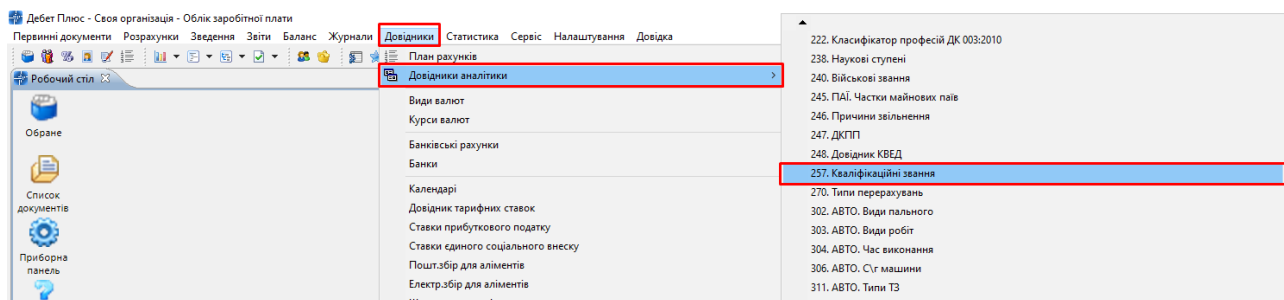 Дебет Плюс - Своя організація - Облік заробітної плати
Первинні документи Розрахунки Зведення Звіти Баланс Журнали Довідники Статистика Сервіс Налаштування Довідка
Робочий стіл
Обране
Список
документів
Приборна
панель
План рахунків
Довідники аналітики
Види валют
Курси валют
Банківські рахунки
Банки
Календарі
Довідник тарифних ставок
Ставки прибуткового податку
Ставки єдиного соціального внеску
Пошт.збір для аліментів
Електр.збір для аліментів
222. Класифікатор професій ДК 003:2010
238. Наукові ступені
240. Військові звання
245. ПАЇ. Частки майнових паїв
246. Причини звільнення
247. ДКПП
248. Довідник КВЕД
257. Кваліфікаційні звання
270. Типи перерахувань
302. АВТО. Види пального
303. АВТО. Види робіт
304. АВТО. Час виконання
306. АВТО. С\г машини
311. АВТО. Типи ТЗ